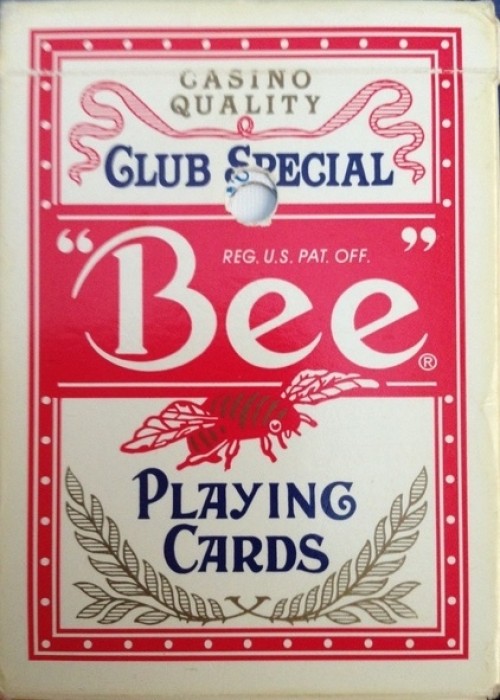 CASINO
QUALITY
CLUB SPECIAL
REG. U.S. PAT. OFF.
“Bee”®
PLAYING
CARDS